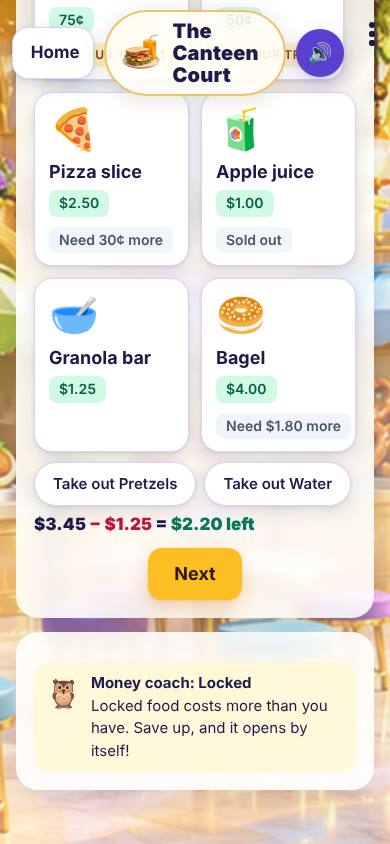 75¢
50¢
Home
The
Canteen
Court
Pizza slice
$2.50
Need 30¢ more
Apple juice
$1.00
Sold out
Granola bar
$1.25
Bagel
$4.00
Need $1.80 more
Take out Pretzels
Take out Water
$3.45 − $1.25 = $2.20 left
Next
Money coach: Locked
Locked food costs more than you
have. Save up, and it opens by
itself!